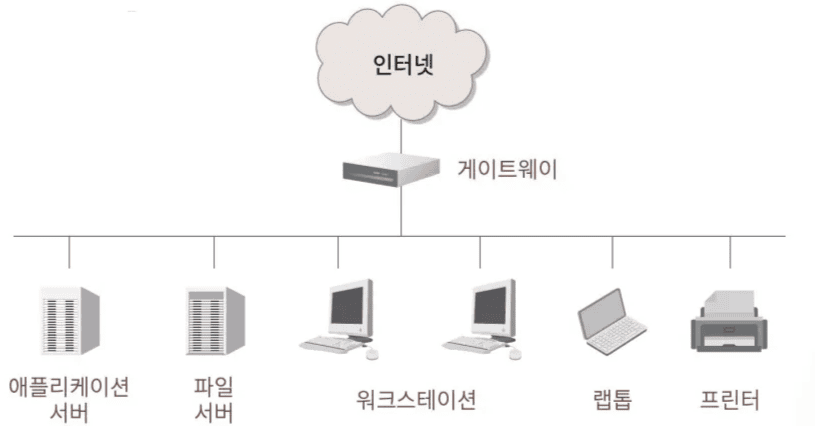 인터넷
게이트웨이
애플리케이션
서버
파일
서버
워크스테이션
랩톱
프린터